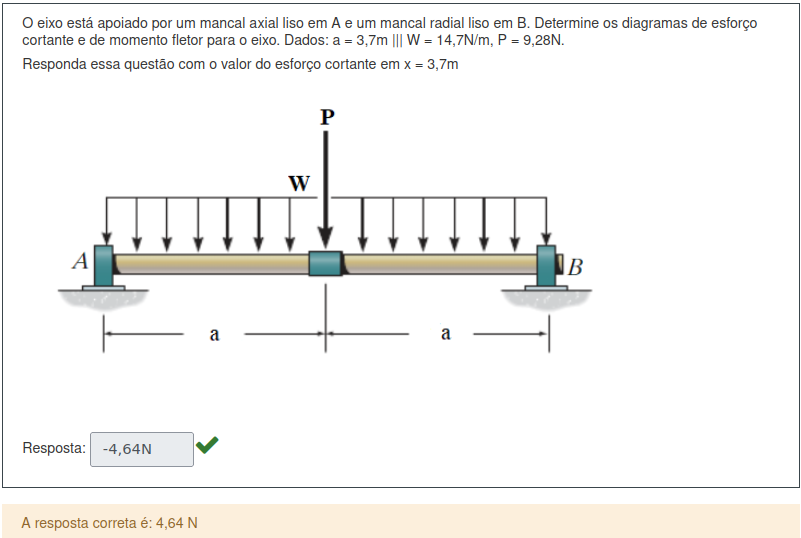 O eixo está apoiado por um mancal axial liso em A e um mancal radial liso em B. Determine os diagramas de esforço
cortante e de momento fletor para o eixo. Dados: a = 3,7m ||| W = 14,7N/m, P = 9,28N.
Responda essa questão com o valor do esforço cortante em x = 3,7m
P
W
A
B
a
a
Resposta: -4,64N
A resposta correta é: 4,64 N